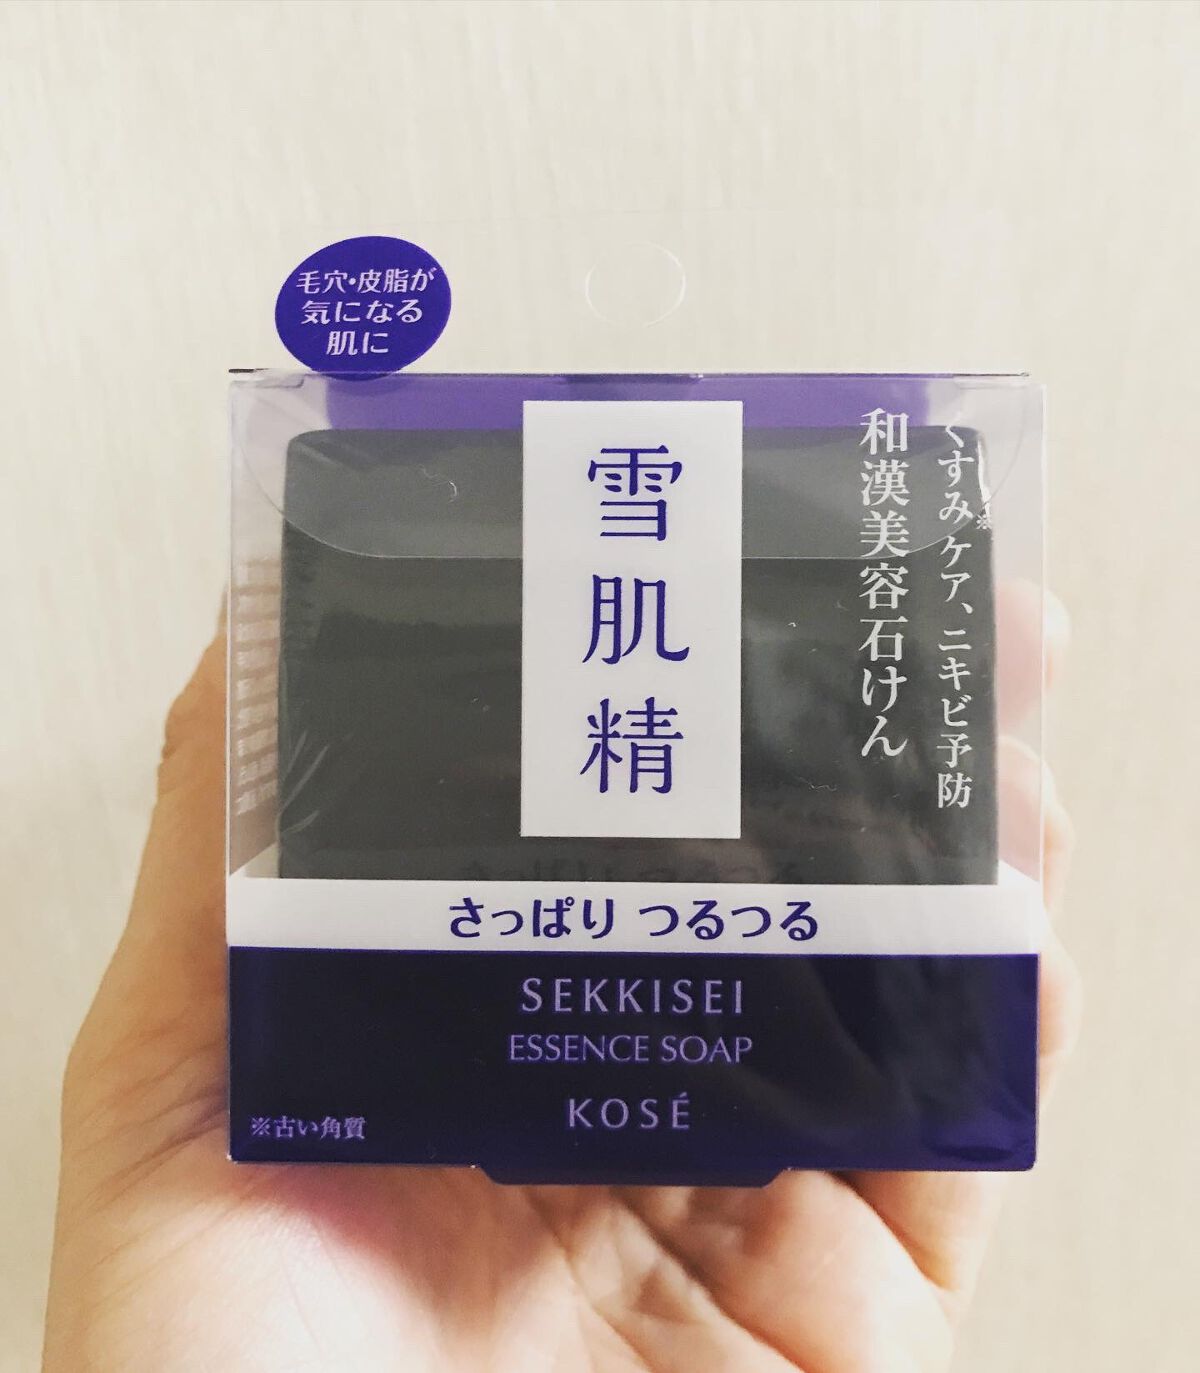 毛穴・皮脂が
気になる
肌に
くすみ※ケア、ニキビ予防
和漢美容石けん
雪肌精
さっぱり つるつる
SEKKISEI
ESSENCE SOAP
KOSÉ
※古い角質